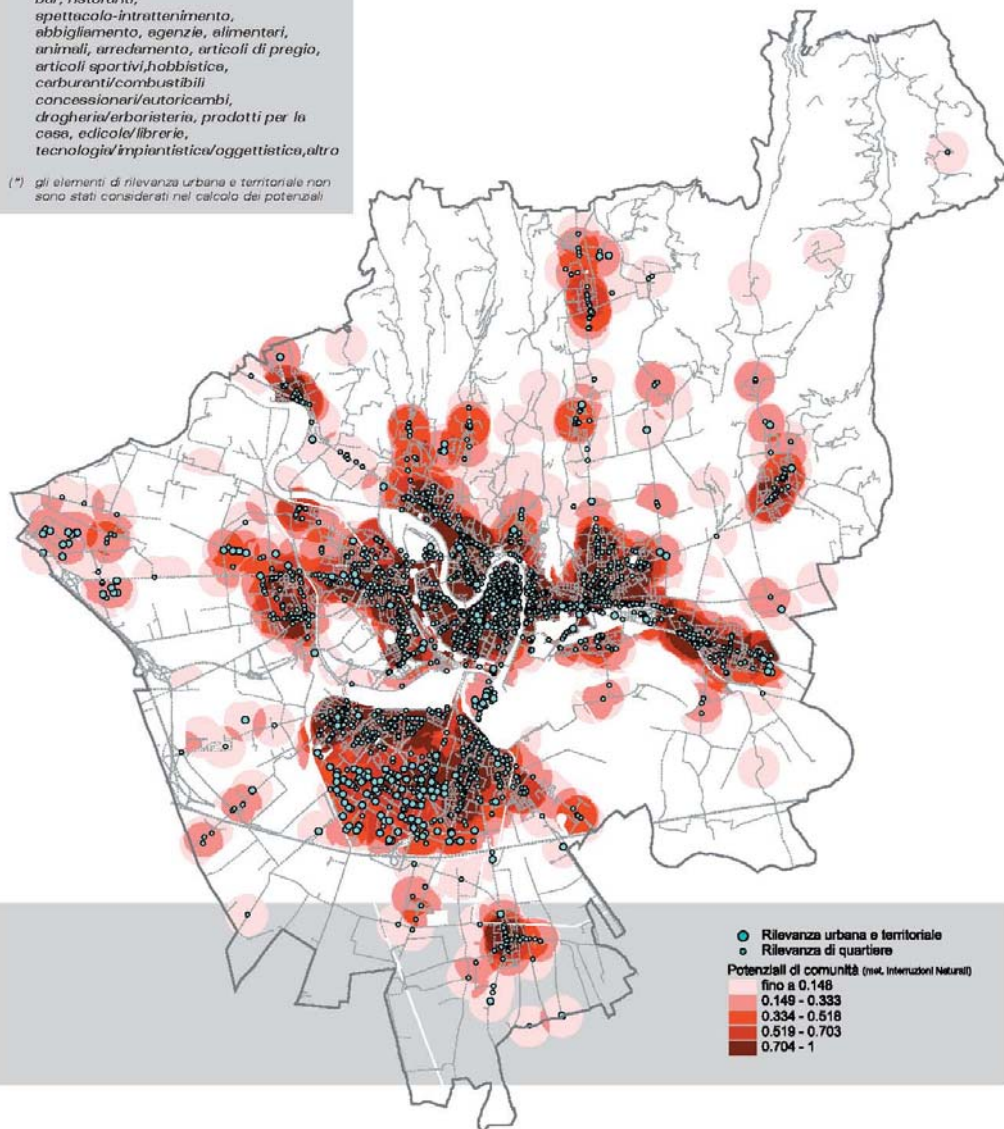 bar, ristoranti,
spettacolo-intrattenimento,
abbigliamento, agenzie, alimentari,
animali, arredamento, articoli di pregio,
articoli sportivi,hobbistica,
carburanti/combustibili
concessionari/autoricambi,
drogheria/erboristeria, prodotti per la
casa, edicole/librerie,
tecnologia/impiantistica/oggettistica,altro
(*) gli elementi di rilevanza urbana e territoriale non
sono stati considerati nel calcolo dei potenziali
Rilevanza urbana e territoriale
Rilevanza di quartiere
Potenziali di comunità (met. Interruzioni Naturali)
fino a 0.148
0.149 - 0.333
0.334 - 0.518
0.519 - 0.703
0.704 - 1